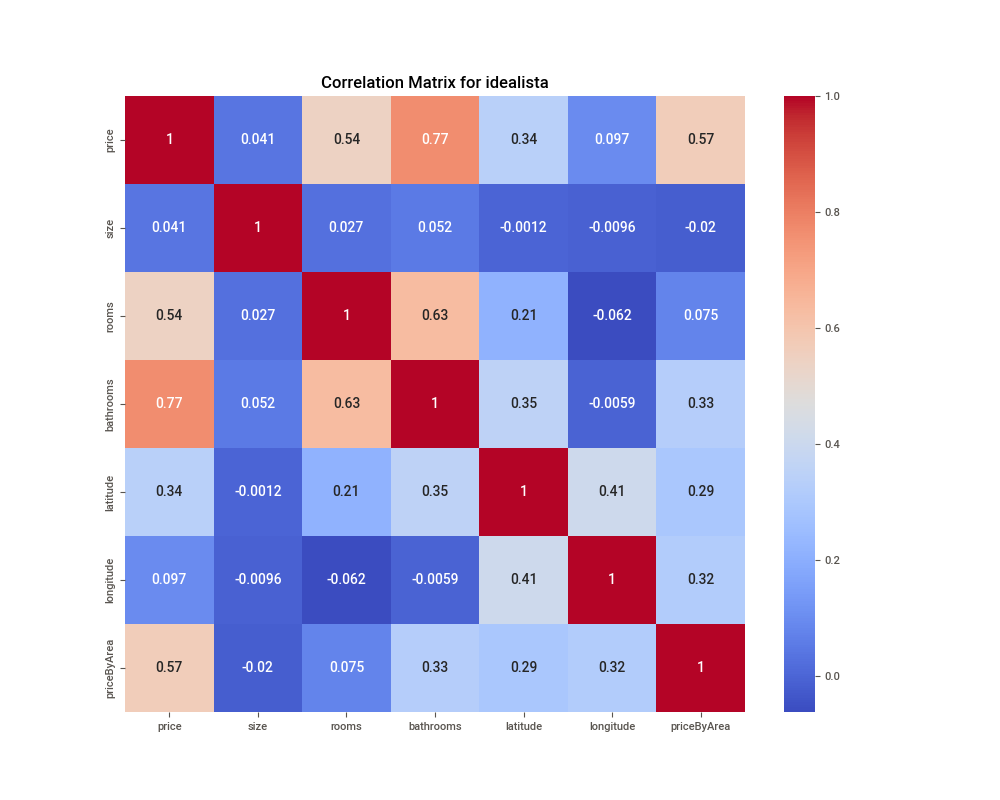 Correlation Matrix for idealista
1.0
price 1 0.041 0.54 0.77 0.34 0.097 0.57
0.8
size 0.041 1 0.027 0.052 -0.0012 -0.0096 -0.02
rooms 0.54 0.027 1 0.63 0.21 -0.062 0.075
0.6
bathrooms 0.77 0.052 0.63 1 0.35 -0.0059 0.33
0.4
latitude 0.34 -0.0012 0.21 0.35 1 0.41 0.29
0.2
longitude 0.097 -0.0096 -0.062 -0.0059 0.41 1 0.32
priceByArea 0.57 -0.02 0.075 0.33 0.29 0.32 1
0.0
price size rooms bathrooms latitude longitude priceByArea